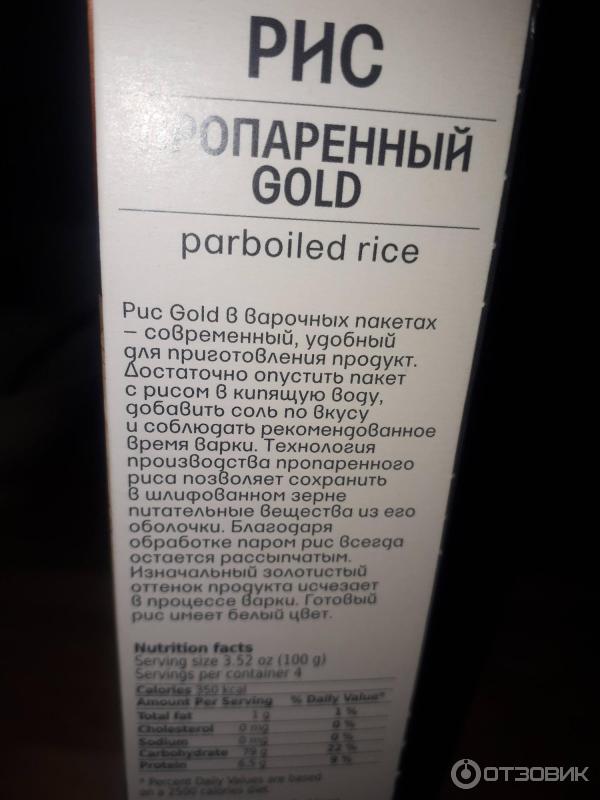 РИС
ПРОПАРЕННЫЙ
GOLD
parboiled rice
Рис Gold в варочных пакетах
– современный, удобный
для приготовления продукт.
Достаточно опустить пакет
с рисом в кипящую воду,
добавить соль по вкусу
и соблюдать рекомендованное
время варки. Технология
производства пропаренного
риса позволяет сохранить
в шлифованном зерне
питательные вещества из его
оболочки. Благодаря
обработке паром рис всегда
остается рассыпчатым.
Изначальный золотистый
оттенок продукта исчезает
в процессе варки. Готовый
рис имеет белый цвет.
Nutrition facts
Serving size 3.52 oz (100 g)
Servings per container 4
Calories 350 kcal
Amount Per Serving % Daily Value*
Total fat 1 g 1 %
Cholesterol 0 mg 0 %
Sodium 0 mg 0 %
Carbohydrate 79 g 22 %
Protein 6.5 g 9 %
* Percent Daily Values are based
on a 2500 calories diet
ОТЗОВИК